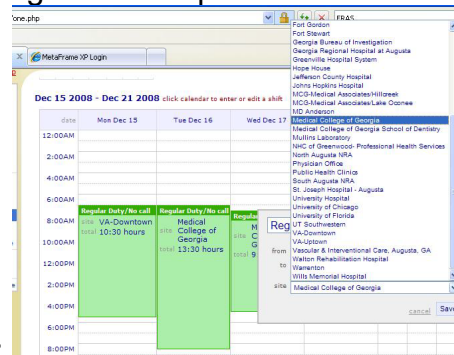 fone.php
ERAS
MetaFrame XP Login
Dec 15 2008 - Dec 21 2008 click calendar to enter or edit a shift
date
Mon Dec 15
Tue Dec 16
Wed Dec 17
12:00AM
2:00AM
4:00AM
6:00AM
8:00AM
10:00AM
12:00PM
2:00PM
4:00PM
6:00PM
8:00PM
Regular Duty/No call
site VA-Downtown
total 10:30 hours
Regular Duty/No call
site Medical College of Georgia
total 13:30 hours
Regula
site M
C
G
total 9
Reg
from
to
site
Fort Gordon
Fort Stewart
Georgia Bureau of Investigation
Georgia Regional Hospital at Augusta
Greenville Hospital System
Hope House
Jefferson County Hospital
Johns Hopkins Hospital
MCG-Medical Associates/Hillcreek
MCG-Medical Associates/Lake Oconee
MD Anderson
Medical College of Georgia
Medical College of Georgia School of Dentistry
Mullins Laboratory
NHC of Greenwood- Professional Health Services
North Augusta NRA
Physician Office
Public Health Clinics
South Augusta NRA
St. Joseph Hospital - Augusta
University Hospital
University of Chicago
University of Florida
UT Southwestern
VA-Downtown
VA-Uptown
Vascular & Interventional Care, Augusta, GA
Walton Rehabilitation Hospital
Warrenton
Wills Memorial Hospital
Medical College of Georgia
cancel
Save